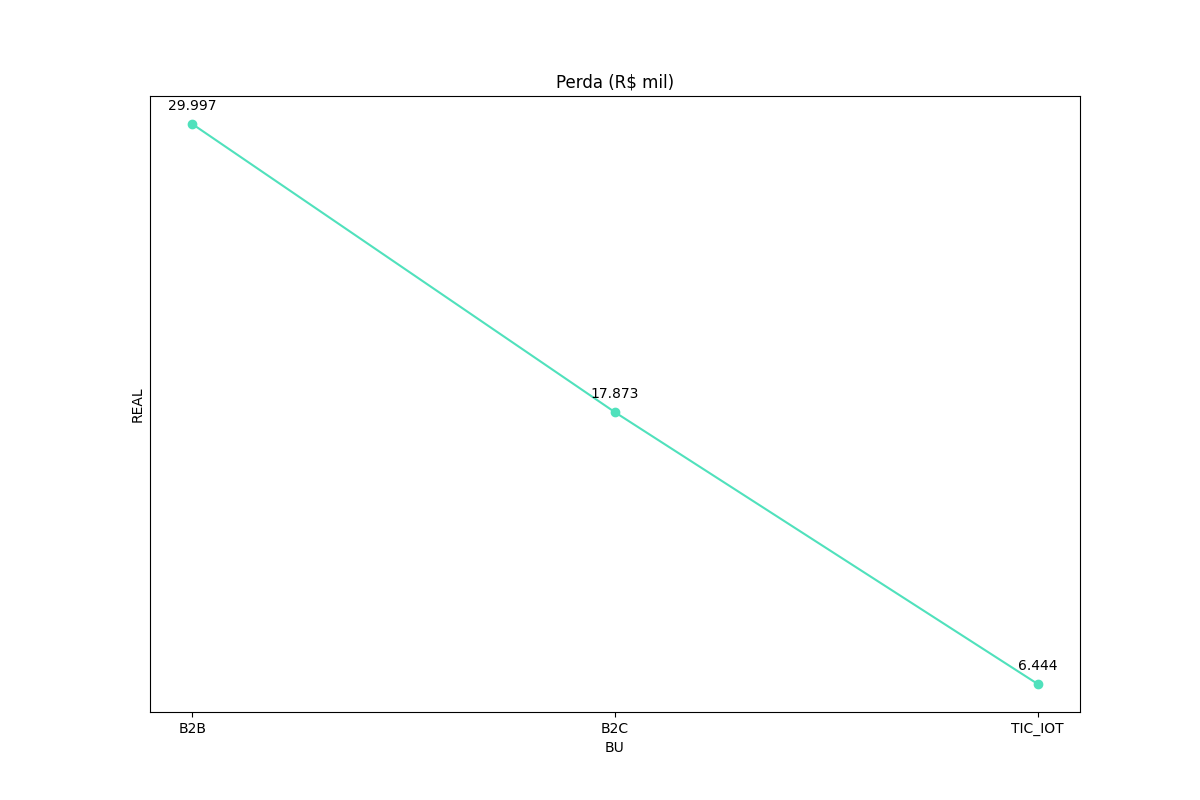 Perda (R$ mil)
29.997
17.873
6.444
REAL
B2B
B2C
TIC_IOT
BU